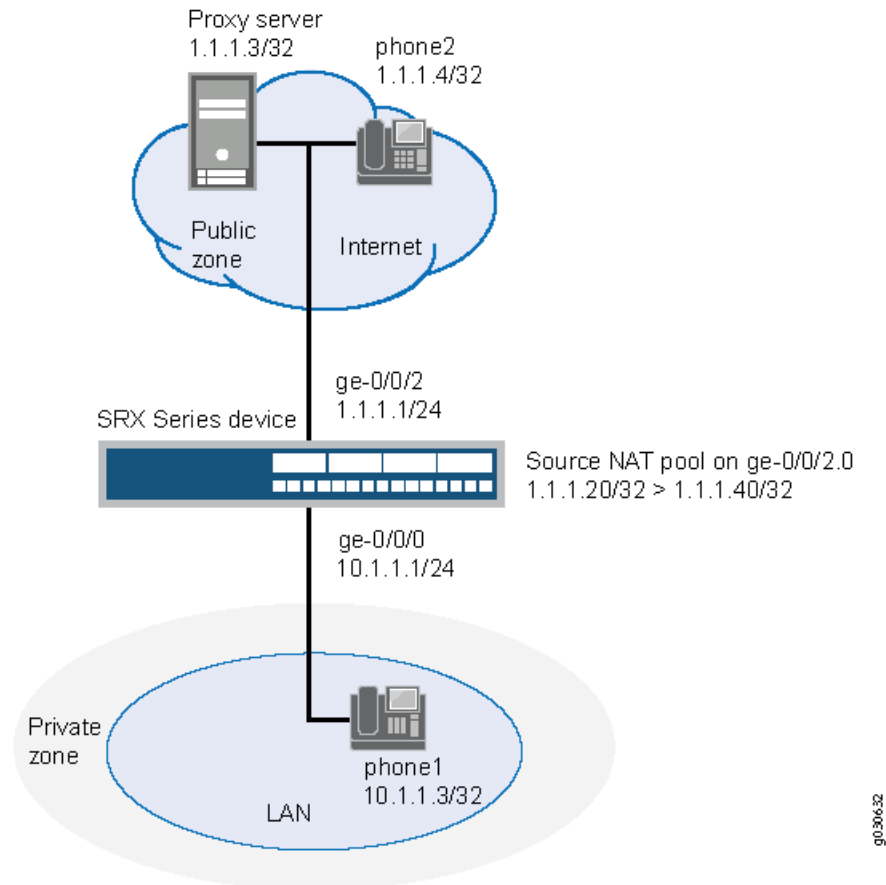 Proxy server
1.1.1.3/32
phone2
1.1.1.4/32
Public
zone
Internet
ge-0/0/2
1.1.1.1/24
SRX Series device
Source NAT pool on ge-0/0/2.0
1.1.1.20/32 > 1.1.1.40/32
ge-0/0/0
10.1.1.1/24
Private
zone
phone1
10.1.1.3/32
LAN
g030632